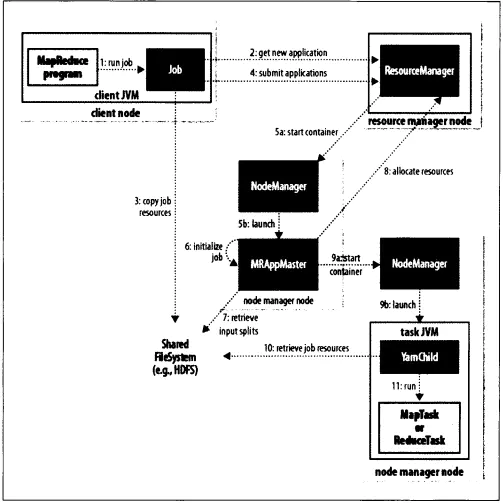 MapReduce
program
1: run job
Job
client JVM
client node
2: get new application
4: submit applications
ResourceManager
resource manager node
5a: start container
3: copy job
resources
NodeManager
5b: launch
8: allocate resources
6: initialize
job
MRAppMaster
node manager node
9a: start
container
NodeManager
9b: launch
7: retrieve
input splits
Shared
FileSystem
(e.g., HDFS)
10: retrieve job resources
task JVM
YarnChild
11: run
MapTask
or
ReduceTask
node manager node